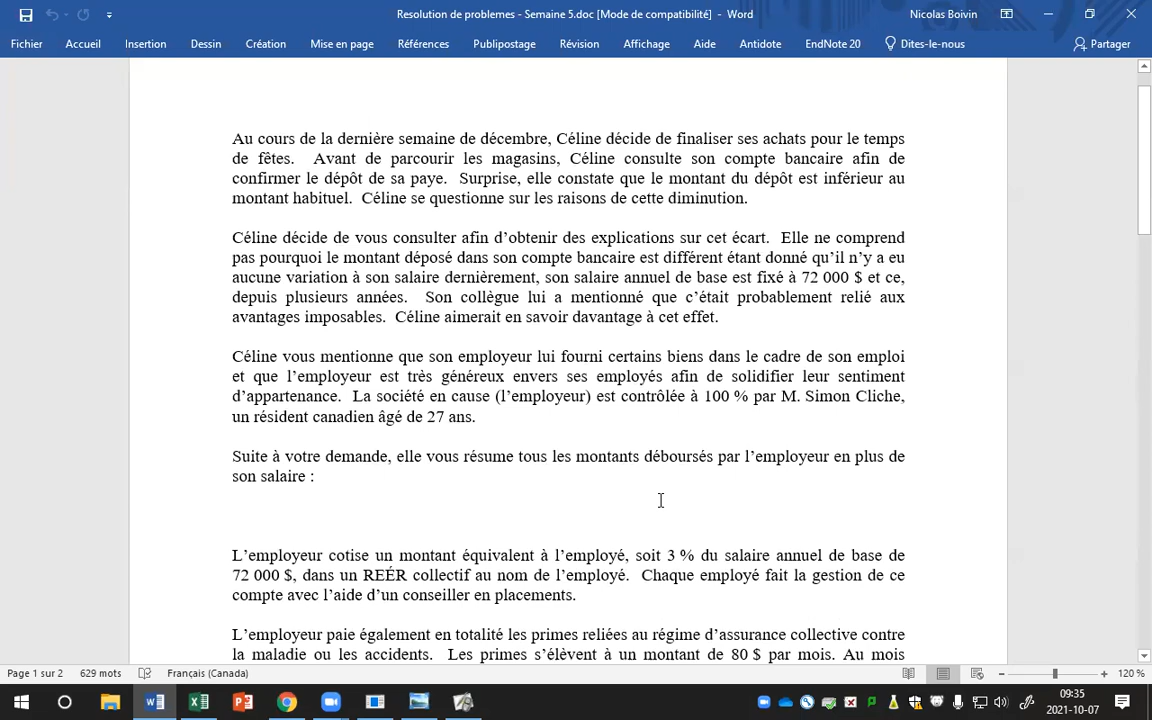 Resolution de problemes - Semaine 5.doc [Mode de compatibilité] - Word
Nicolas Boivin
Fichier Accueil Insertion Dessin Création Mise en page Références Publipostage Révision Affichage Aide Antidote EndNote 20 Dites-le-nous Partager
Au cours de la dernière semaine de décembre, Céline décide de finaliser ses achats pour le temps
de fêtes. Avant de parcourir les magasins, Céline consulte son compte bancaire afin de
confirmer le dépôt de sa paye. Surprise, elle constate que le montant du dépôt est inférieur au
montant habituel. Céline se questionne sur les raisons de cette diminution.
Céline décide de vous consulter afin d’obtenir des explications sur cet écart. Elle ne comprend
pas pourquoi le montant déposé dans son compte bancaire est différent étant donné qu’il n’y a eu
aucune variation à son salaire dernièrement, son salaire annuel de base est fixé à 72 000 $ et ce,
depuis plusieurs années. Son collègue lui a mentionné que c’était probablement relié aux
avantages imposables. Céline aimerait en savoir davantage à cet effet.
Céline vous mentionne que son employeur lui fourni certains biens dans le cadre de son emploi
et que l’employeur est très généreux envers ses employés afin de solidifier leur sentiment
d’appartenance. La société en cause (l’employeur) est contrôlée à 100 % par M. Simon Cliche,
un résident canadien âgé de 27 ans.
Suite à votre demande, elle vous résume tous les montants déboursés par l’employeur en plus de
son salaire :
L’employeur cotise un montant équivalent à l’employé, soit 3 % du salaire annuel de base de
72 000 $, dans un REÉR collectif au nom de l’employé. Chaque employé fait la gestion de ce
compte avec l’aide d’un conseiller en placements.
L’employeur paie également en totalité les primes reliées au régime d’assurance collective contre
la maladie ou les accidents. Les primes s’élèvent à un montant de 80 $ par mois. Au mois
Page 1 sur 2 629 mots Français (Canada) 120 %
09:35
2021-10-07